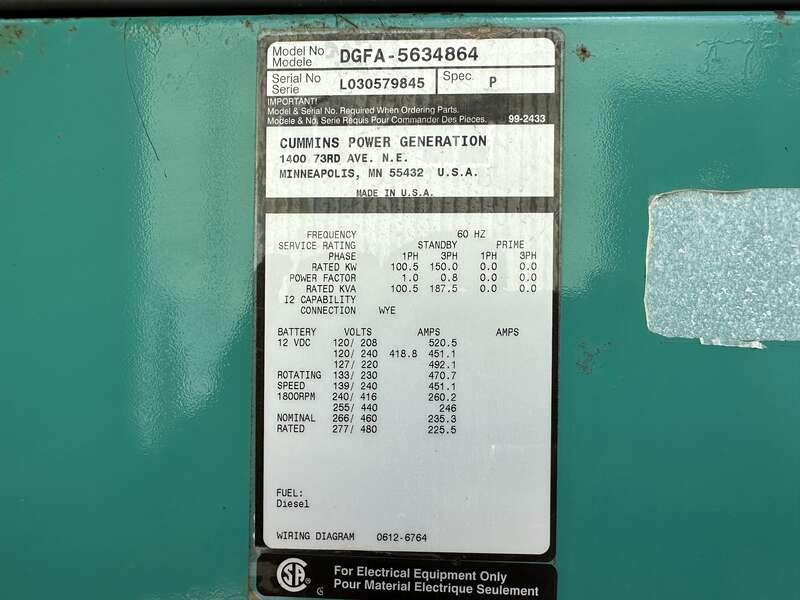 Model No
Modele
DGFA-5634864
Serial No
Serie
L030579845
Spec.
P
IMPORTANT!
Model & Serial No. Required When Ordering Parts.
Modele & No. Serie Requis Pour Commander Des Pieces.
99-2433
CUMMINS POWER GENERATION
1400 73RD AVE. N.E.
MINNEAPOLIS, MN 55432 U.S.A.
MADE IN U.S.A.
FREQUENCY 60 HZ
SERVICE RATING STANDBY PRIME
PHASE 1PH 3PH 1PH 3PH
RATED KW 100.5 150.0 0.0 0.0
POWER FACTOR 1.0 0.8 0.0 0.0
RATED KVA 100.5 187.5 0.0 0.0
I2 CAPABILITY
CONNECTION WYE
BATTERY VOLTS AMPS AMPS
12 VDC 120/ 208 520.5
120/ 240 418.8 451.1
127/ 220 492.1
ROTATING 133/ 230 470.7
SPEED 139/ 240 451.1
1800RPM 240/ 416 260.2
255/ 440 246
NOMINAL 266/ 460 235.3
RATED 277/ 480 225.5
FUEL:
Diesel
WIRING DIAGRAM 0612-6764
SA ®
For Electrical Equipment Only
Pour Material Electrique Seulement